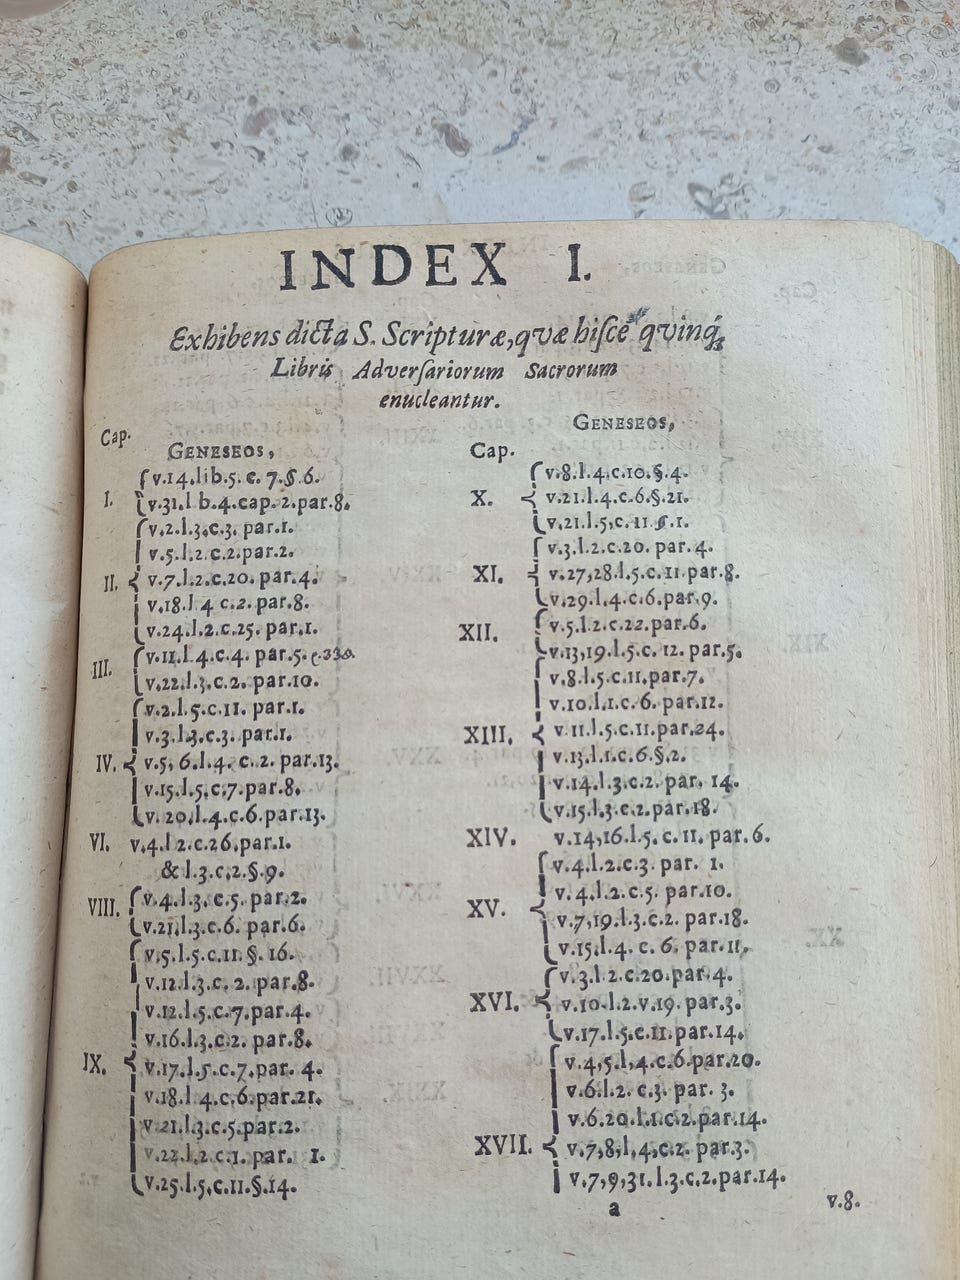 INDEX I.
Exhibens dicta S. Scripturæ, qvæ hiſce qvinq́;
Libris Adverſariorum Sacrorum
enucleantur.
Cap.
GENESEOS,
I.
v.14.lib.5. c. 7.§.6.
v.31.l b.4.cap. 2.par.8.
II.
v.2.l.3.c.3. par.1.
v.5.l.2.c.2.par.2.
v.7.l.2.c.20. par.4.
v.18.l 4 c.2. par.8.
v.24.l.2.c.25. par.1.
III.
v.11.l.4.c.4. par.5.
v.22.l.3.c.2. par.10.
IV.
v.2.l.5.c.11. par.1.
v.3.l.3.c.3. par.1.
v.5, 6.l.4. c. 2. par.13.
v.15.l.5.c.7.par.8.
v. 20.l.4.c.6.par.13.
VI.
v.4.l 2.c.26.par.1.
& l.3.c.2.§.9.
VIII.
v.4.l.3.c.5. par.2.
v.21.l.3.c.6. par.6.
IX.
v.5.l.5.c.11. §. 16.
v.12.l.3.c. 2. par.8.
v.12.l.5.c.7.par.4.
v.16.l.3.c.2. par.8.
v.17.l.5.c.7.par. 4.
v.18.l 4.c.6.par.21.
v.21.l.3.c.5.par.2.
v.22.l.2.c.1. par. 1.
v.25.l.5.c.11.§.14.
GENESEOS,
Cap.
X.
v.8.l.4.c.10.§.4.
v.21.l.4.c.6.§.21.
v.21.l.5,c.11.§.1.
XI.
v.3.l.2.c.20. par.4.
v.27,28.l.5.c.11.par.8.
v.29.l.4.c.6.par.9.
XII.
v.5.l.2.c.22.par.6.
v.13,19.l.5.c. 12. par.5.
XIII.
v.8.l.5.c.11.par.7.
v.10.l.1.c. 6. par.12.
v 11.l.5.c.11.par.24.
v.13.l.1.c.6.§.2.
v.14.l.3.c.2. par. 14.
v.15.l.3.c.2.par.18.
XIV.
v.14,16.l.5. c. 11. par.6.
XV.
v.4.l.2.c.3. par. 1.
v. 4.l.2.c.5. par.10.
v.7,19.l.3.c.2. par.18.
v.15.l.4. c. 6. par.11,
XVI.
v.3.l 2.c.20.par.4.
v.10.l.2.v.19. par.3.
v.17.l.5.c.11.par.14.
XVII.
v.4,5.l.4.c.6.par.20.
v.6.l.2. c.3. par. 3.
v.6.20.l.1.c.2.par.14.
v.7,8,l,4,c.2. par.3.
v.7,9,31.l.3.c.2.par.14.
a
v.8.